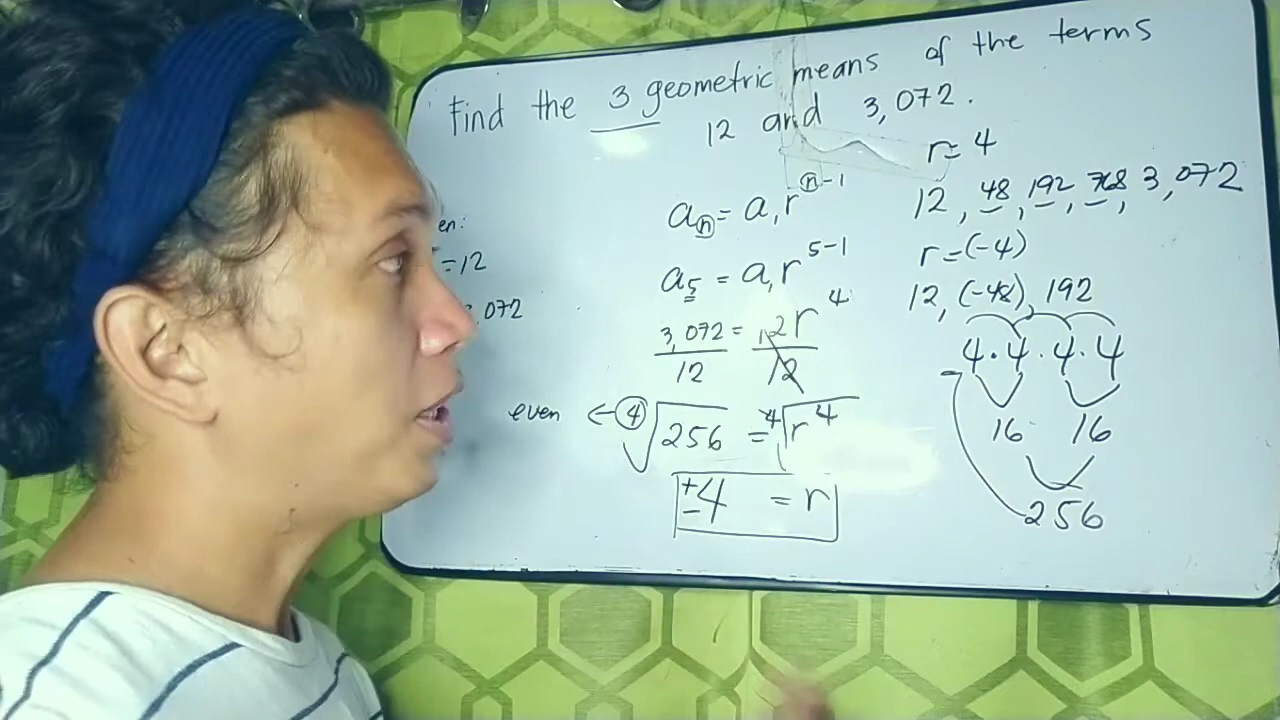 Find the 3 geometric means of the terms
12 and 3,072.
en:
=12
,072
aₙ = a₁rⁿ⁻¹
a₅ = a₁r⁵⁻¹
3,072 = 12r⁴
12 12
even ← ④√256 = ⁴√r⁴
±4 = r
r = 4
12, 48, 192, 768, 3,072
r = (-4)
12, (-48), 192
4 · 4 · 4 · 4
16 16
256